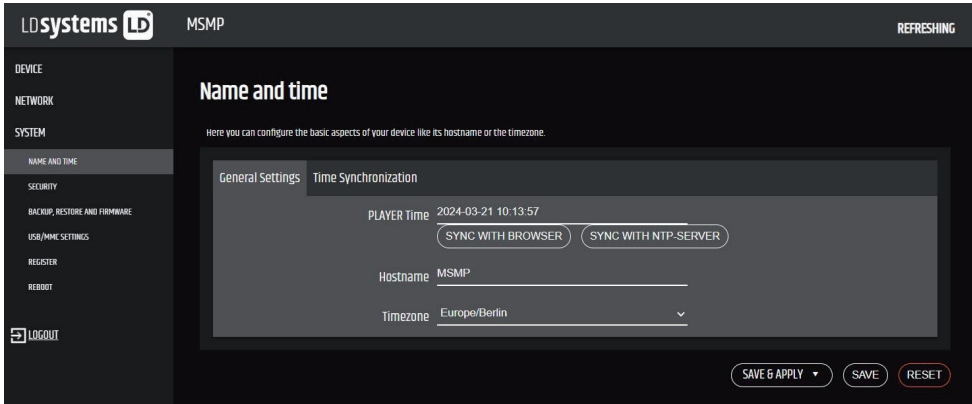 LDsystems LD MSMP REFRESHING
DEVICE
NETWORK
SYSTEM
NAME AND TIME
SECURITY
BACKUP, RESTORE AND FIRMWARE
USB/MMC SETTINGS
REGISTER
REBOOT
LOGOUT
Name and time
Here you can configure the basic aspects of your device like its hostname or the timezone.
General Settings Time Synchronization
PLAYER Time 2024-03-21 10:13:57
SYNC WITH BROWSER SYNC WITH NTP-SERVER
Hostname MSMP
Timezone Europe/Berlin
SAVE & APPLY SAVE RESET